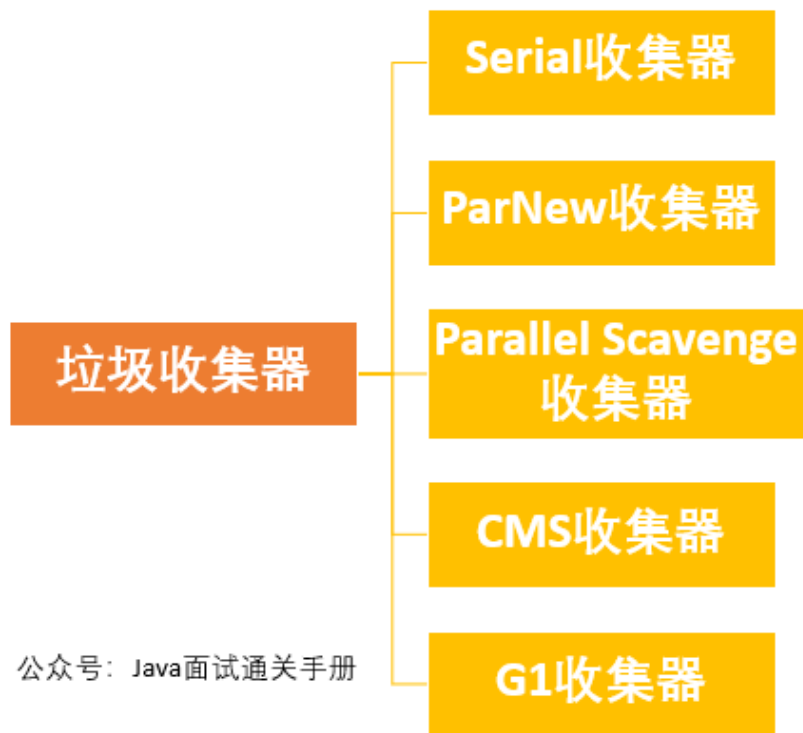 Serial收集器
ParNew收集器
垃圾收集器
Parallel Scavenge
收集器
CMS收集器
公众号：Java面试通关手册
G1收集器